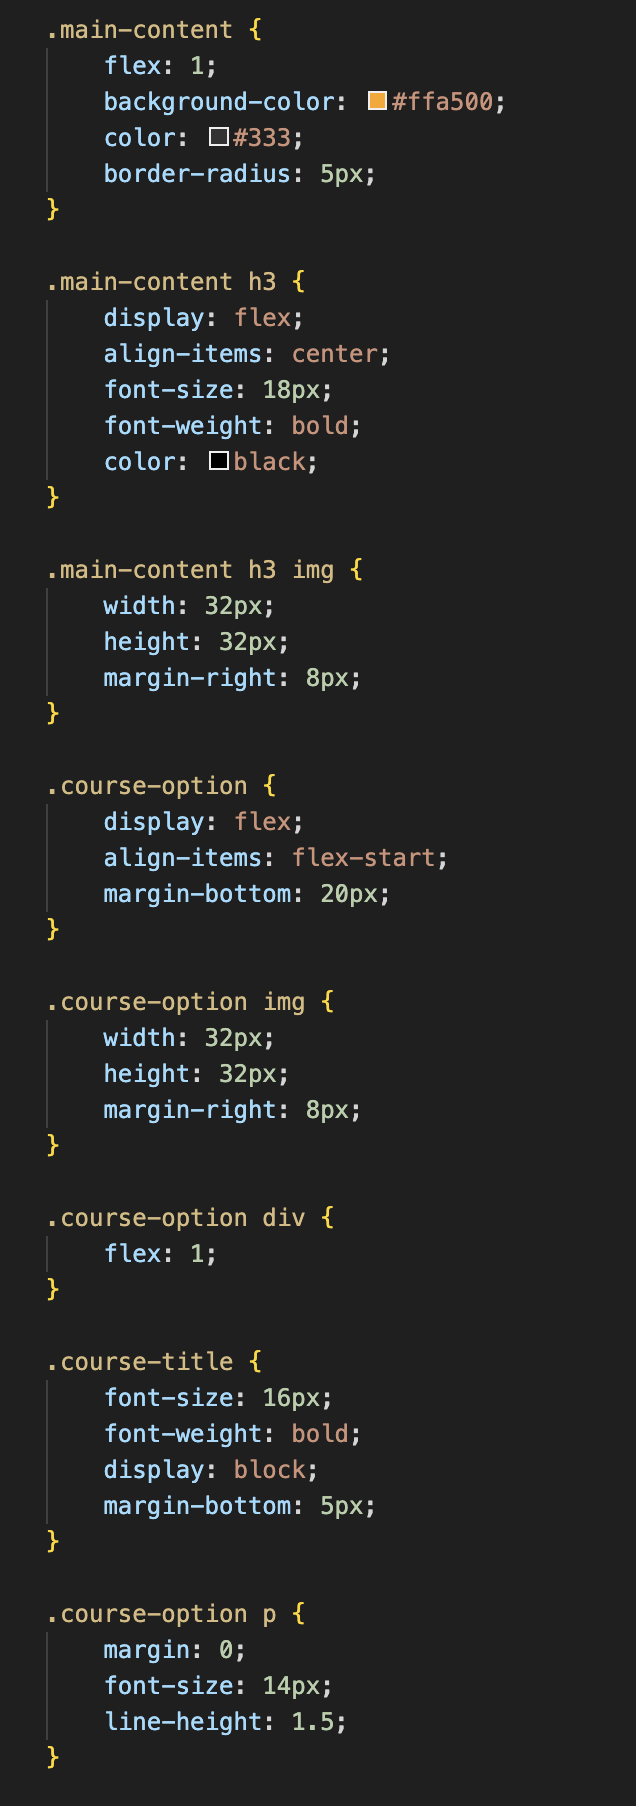 .main-content {
    flex: 1;
    background-color: #ffa500;
    color: #333;
    border-radius: 5px;
}

.main-content h3 {
    display: flex;
    align-items: center;
    font-size: 18px;
    font-weight: bold;
    color: black;
}

.main-content h3 img {
    width: 32px;
    height: 32px;
    margin-right: 8px;
}

.course-option {
    display: flex;
    align-items: flex-start;
    margin-bottom: 20px;
}

.course-option img {
    width: 32px;
    height: 32px;
    margin-right: 8px;
}

.course-option div {
    flex: 1;
}

.course-title {
    font-size: 16px;
    font-weight: bold;
    display: block;
    margin-bottom: 5px;
}

.course-option p {
    margin: 0;
    font-size: 14px;
    line-height: 1.5;
}